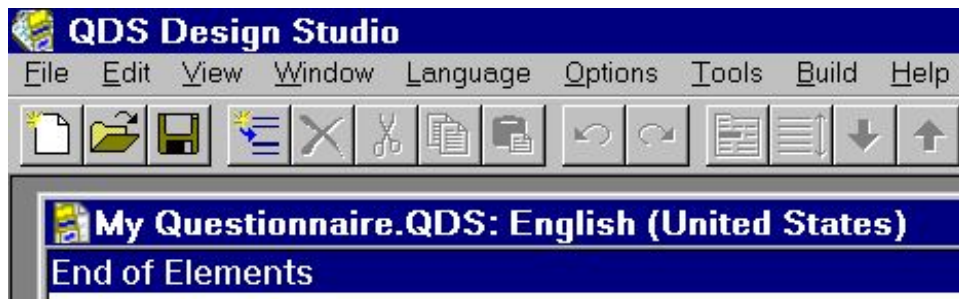 QDS Design Studio
File Edit View Window Language Options Tools Build Help
My Questionnaire.QDS: English (United States)
End of Elements